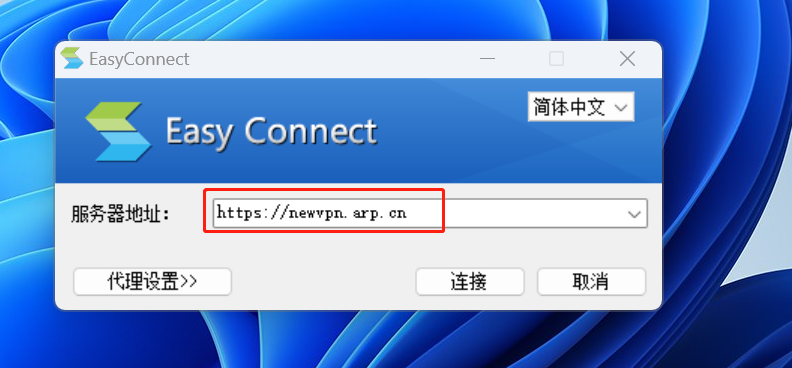 EasyConnect
简体中文
Easy Connect
服务器地址：
https://newvpn.arp.cn
代理设置>>
连接
取消